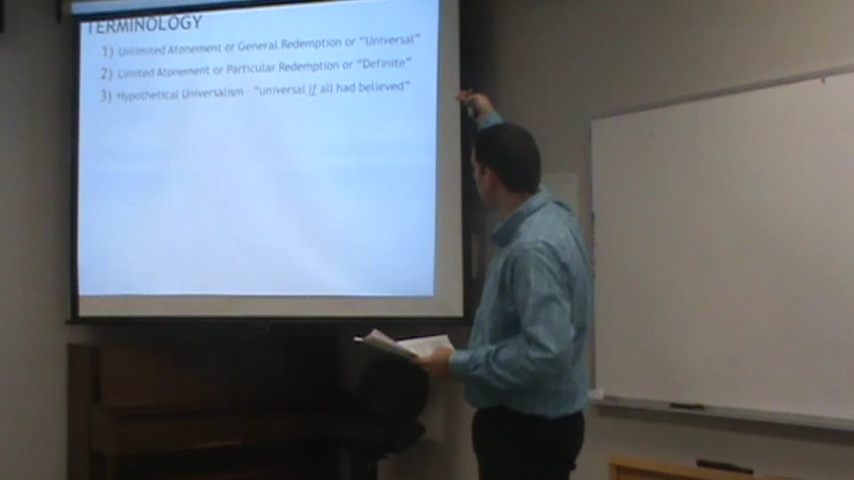 TERMINOLOGY
1) Unlimited Atonement or General Redemption or "Universal"
2) Limited Atonement or Particular Redemption or "Definite"
3) Hypothetical Universalism - "universal if all had believed"